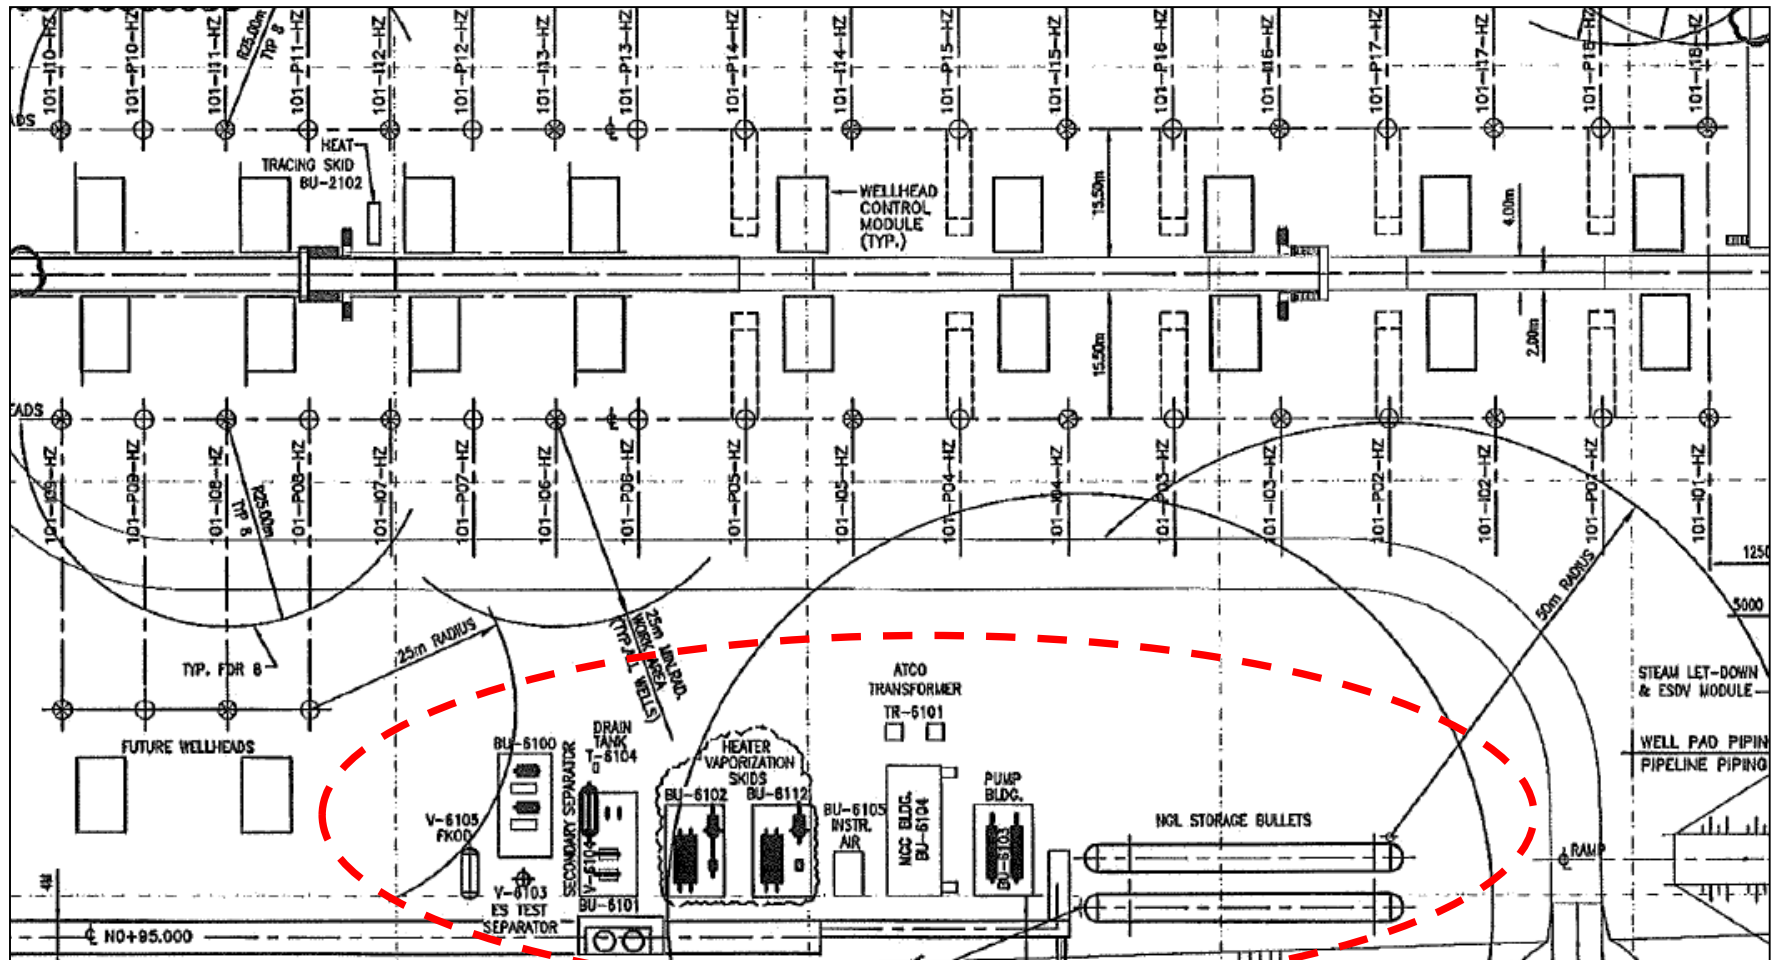 101-I10-HZ
101-P10-HZ
101-I11-HZ
R25.00m
TYP 8
101-P11-HZ
101-I12-HZ
101-P12-HZ
101-I13-HZ
101-P13-HZ
101-P14-HZ
101-I14-HZ
101-P15-HZ
101-I15-HZ
101-P16-HZ
101-I16-HZ
101-P17-HZ
101-I17-HZ
101-P18-HZ
101-I18-HZ
ADS
HEAT
TRACING SKID
BU-2102
WELLHEAD
CONTROL
MODULE
(TYP.)
15.50m
4.00m
15.50m
2.00m
EADS
101-I09-HZ
101-P09-HZ
101-I08-HZ
R25.00m
TYP 8
101-P08-HZ
101-I07-HZ
101-P07-HZ
101-I06-HZ
101-P06-HZ
101-P05-HZ
101-I05-HZ
101-P04-HZ
101-I04-HZ
101-P03-HZ
101-I03-HZ
101-P02-HZ
101-I02-HZ
101-P01-HZ
101-I01-HZ
1250
5000
50m RADIUS
25m RADIUS
TYP. FOR 8
25m MIN.RAD.
WORK AREA
(TYP.ALL WELLS)
ATCO
TRANSFORMER
TR-6101
STEAM LET-DOWN
& ESDV MODULE
WELL PAD PIPIN
PIPELINE PIPING
FUTURE WELLHEADS
BU-6100
SECONDARY SEPARATOR
V-6104
DRAIN
TANK
T-6104
HEATER
VAPORIZATION
SKIDS
BU-6102
BU-6112
BU-6105
INSTR.
AIR
MCC BLDG.
BU-6104
PUMP
BLDG.
BU-6103
NGL STORAGE BULLETS
RAMP
V-6105
FKOD
V-6103
ES TEST
SEPARATOR
BU-6101
4M
N0+95.000